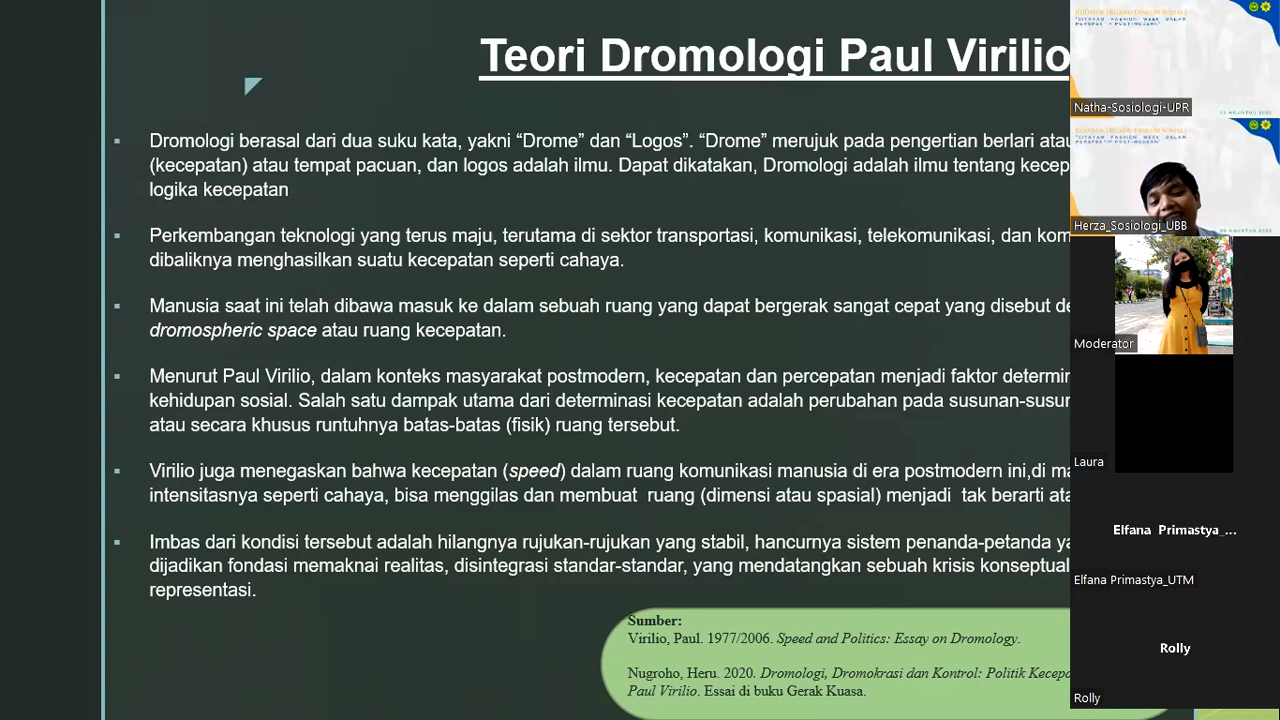 Teori Dromologi Paul Virilio
Dromologi berasal dari dua suku kata, yakni “Drome” dan “Logos”. “Drome” merujuk pada pengertian berlari atau
(kecepatan) atau tempat pacuan, dan logos adalah ilmu. Dapat dikatakan, Dromologi adalah ilmu tentang kecep
logika kecepatan
Perkembangan teknologi yang semakin maju, terutama di sektor transportasi, komunikasi, telekomunikasi, dan kom
dibaliknya menghasilkan suatu kecepatan seperti cahaya.
Manusia saat ini telah dibawa masuk ke dalam sebuah ruang yang dapat bergerak sangat cepat yang disebut de
dromospheric space atau ruang kecepatan.
Menurut Paul Virilio, dalam konteks masyarakat postmodern, kecepatan dan percepatan menjadi faktor determin
kehidupan sosial. Salah satu dampak utama dari determinasi kecepatan adalah perubahan pada susunan-susun
atau secara khusus runtuhnya batas-batas (fisik) ruang tersebut.
Virilio juga menegaskan bahwa kecepatan (speed) dalam ruang komunikasi manusia di era postmodern ini,di ma
intensitasnya seperti cahaya, bisa menggilas dan membuat ruang (dimensi atau spasial) menjadi tak berarti ata
Imbas dari kondisi tersebut adalah hilangnya rujukan-rujukan yang stabil, hancurnya sistem penanda-petanda ya
dijadikan fondasi memaknai realitas, disintegrasi standar-standar, yang mendatangkan sebuah krisis konseptual
representasi.
Sumber:
Virilio, Paul. 1977/2006. Speed and Politics: Essay on Dromology.
Nugroho, Heru. 2020. Dromologi, Dromokrasi dan Kontrol: Politik Kecepa
Paul Virilio. Essai di buku Gerak Kuasa.
"CITAYAM FASHION WEEK DALAM
Natha-Sosiologi-UPR
"CITAYAM FASHION WEEK DALAM
Herza_Sosiologi_UBB
Moderator
Laura
Elfana Primastya_...
Elfana Primastya_UTM
Rolly
Rolly